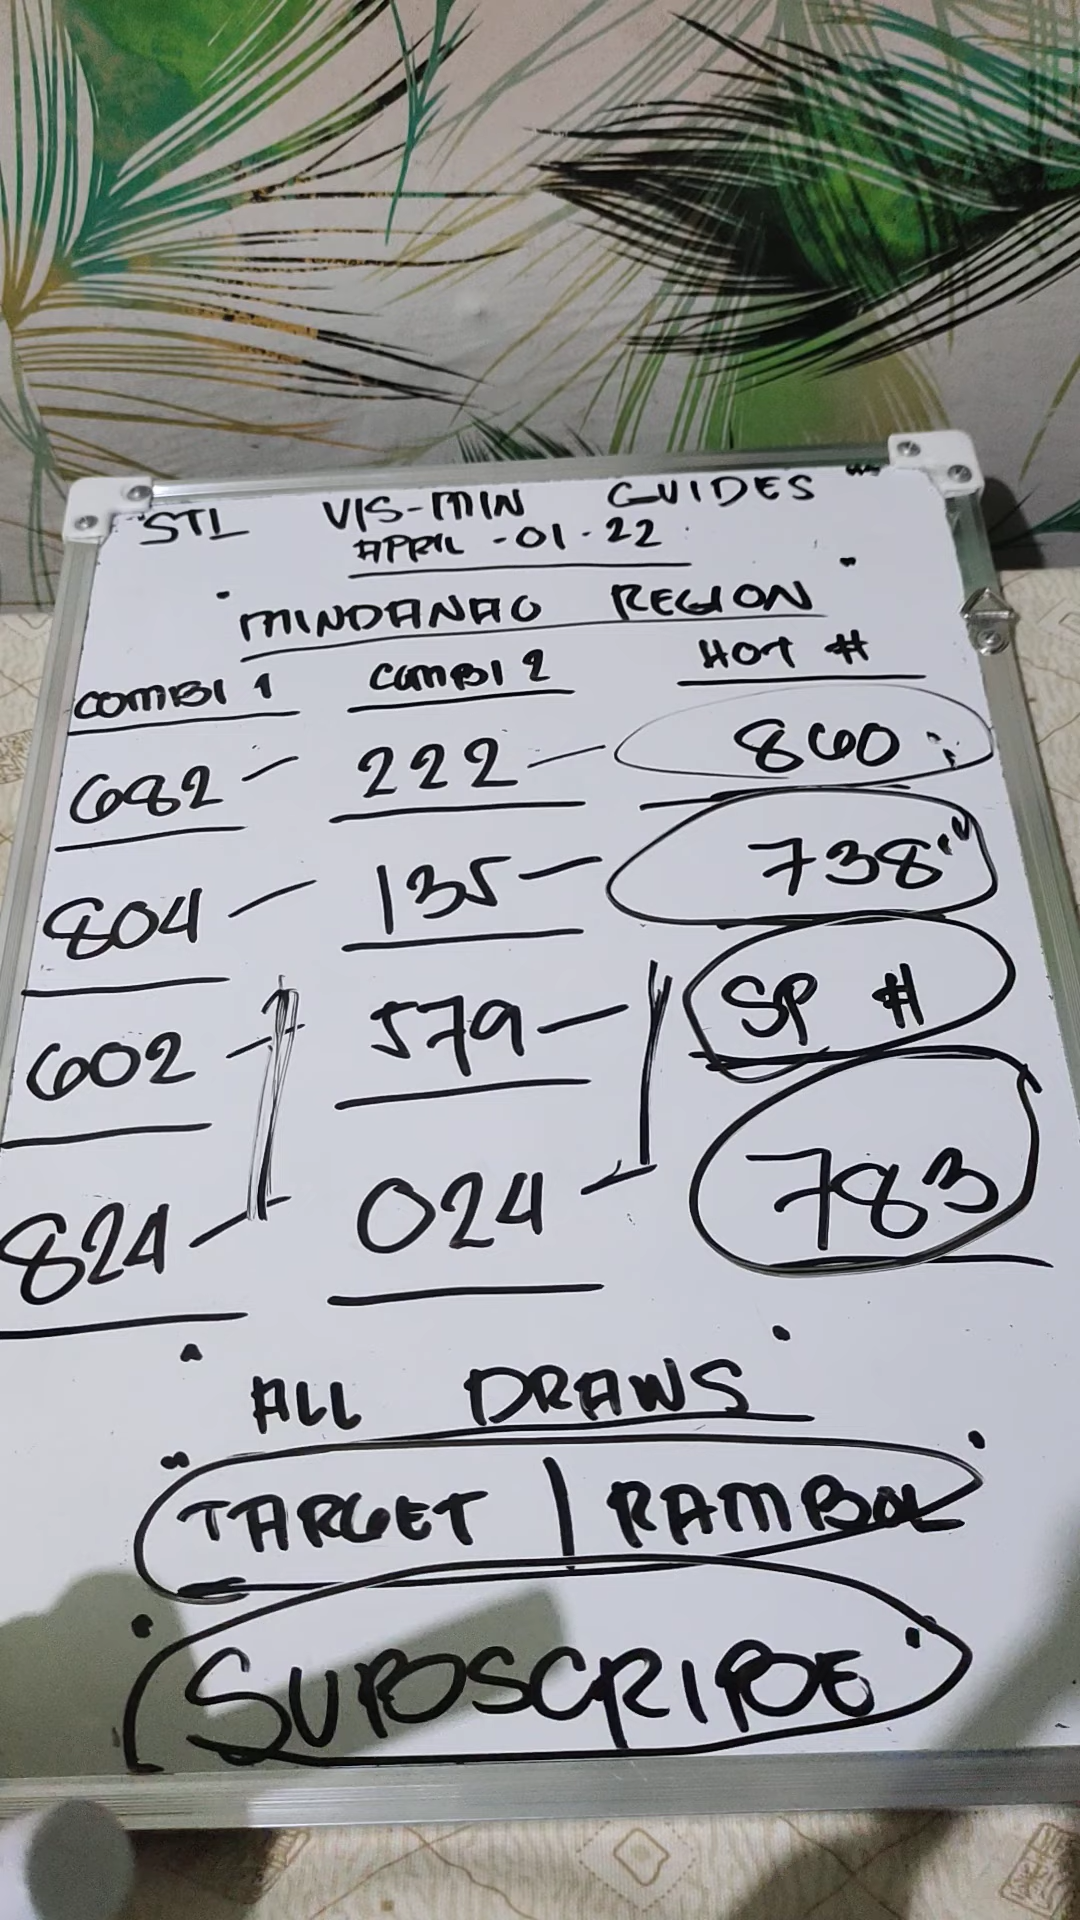 STL VIS-MIN GUIDES"
APRIL-01-22
"MINDANAO REGION"
COMBI 1 COMBI 2 HOT #
682 - 222 - 860
804 - 135 - 738
602 - 579 - SP #
824 - 024 - 783
"ALL DRAWS"
"TARGET | RAMBOL"
"SUBSCRIBE"